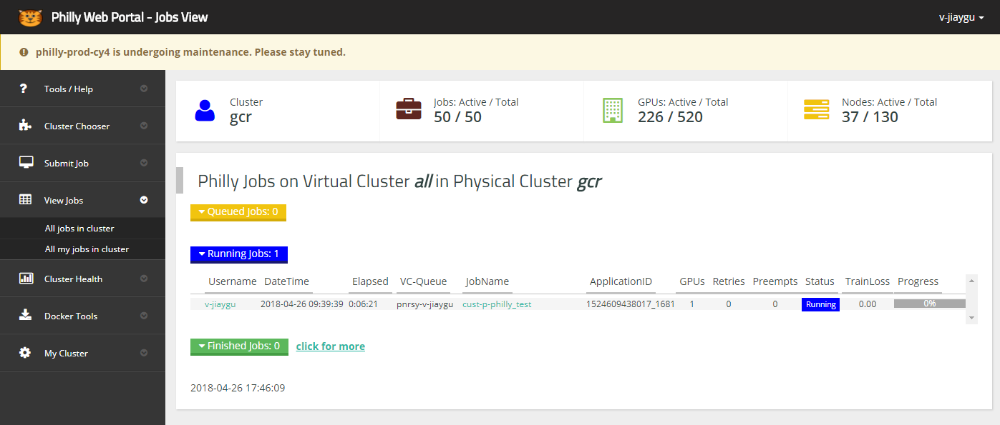 Philly Web Portal - Jobs View
v-jiaygu
philly-prod-cy4 is undergoing maintenance. Please stay tuned.
Tools / Help
Cluster Chooser
Submit Job
View Jobs
All jobs in cluster
All my jobs in cluster
Cluster Health
Docker Tools
My Cluster
Cluster
gcr
Jobs: Active / Total
50 / 50
GPUs: Active / Total
226 / 520
Nodes: Active / Total
37 / 130
Philly Jobs on Virtual Cluster all in Physical Cluster gcr
Queued Jobs: 0
Running Jobs: 1
Username DateTime Elapsed VC-Queue JobName ApplicationID GPUs Retries Preempts Status TrainLoss Progress
v-jiaygu 2018-04-26 09:39:39 0:06:21 pnrsy-v-jiaygu cust-p-philly_test 1524609438017_1681 1 0 0 Running 0.00 0%
Finished Jobs: 0 click for more
2018-04-26 17:46:09